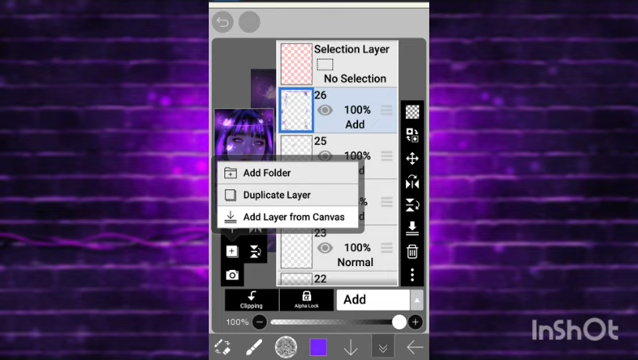 Selection Layer
No Selection
26
100%
Add
25
100%
Add Folder
Duplicate Layer
Add Layer from Canvas
23
100%
Normal
22
Clipping
Alpha Lock
Add
100%
InShOt